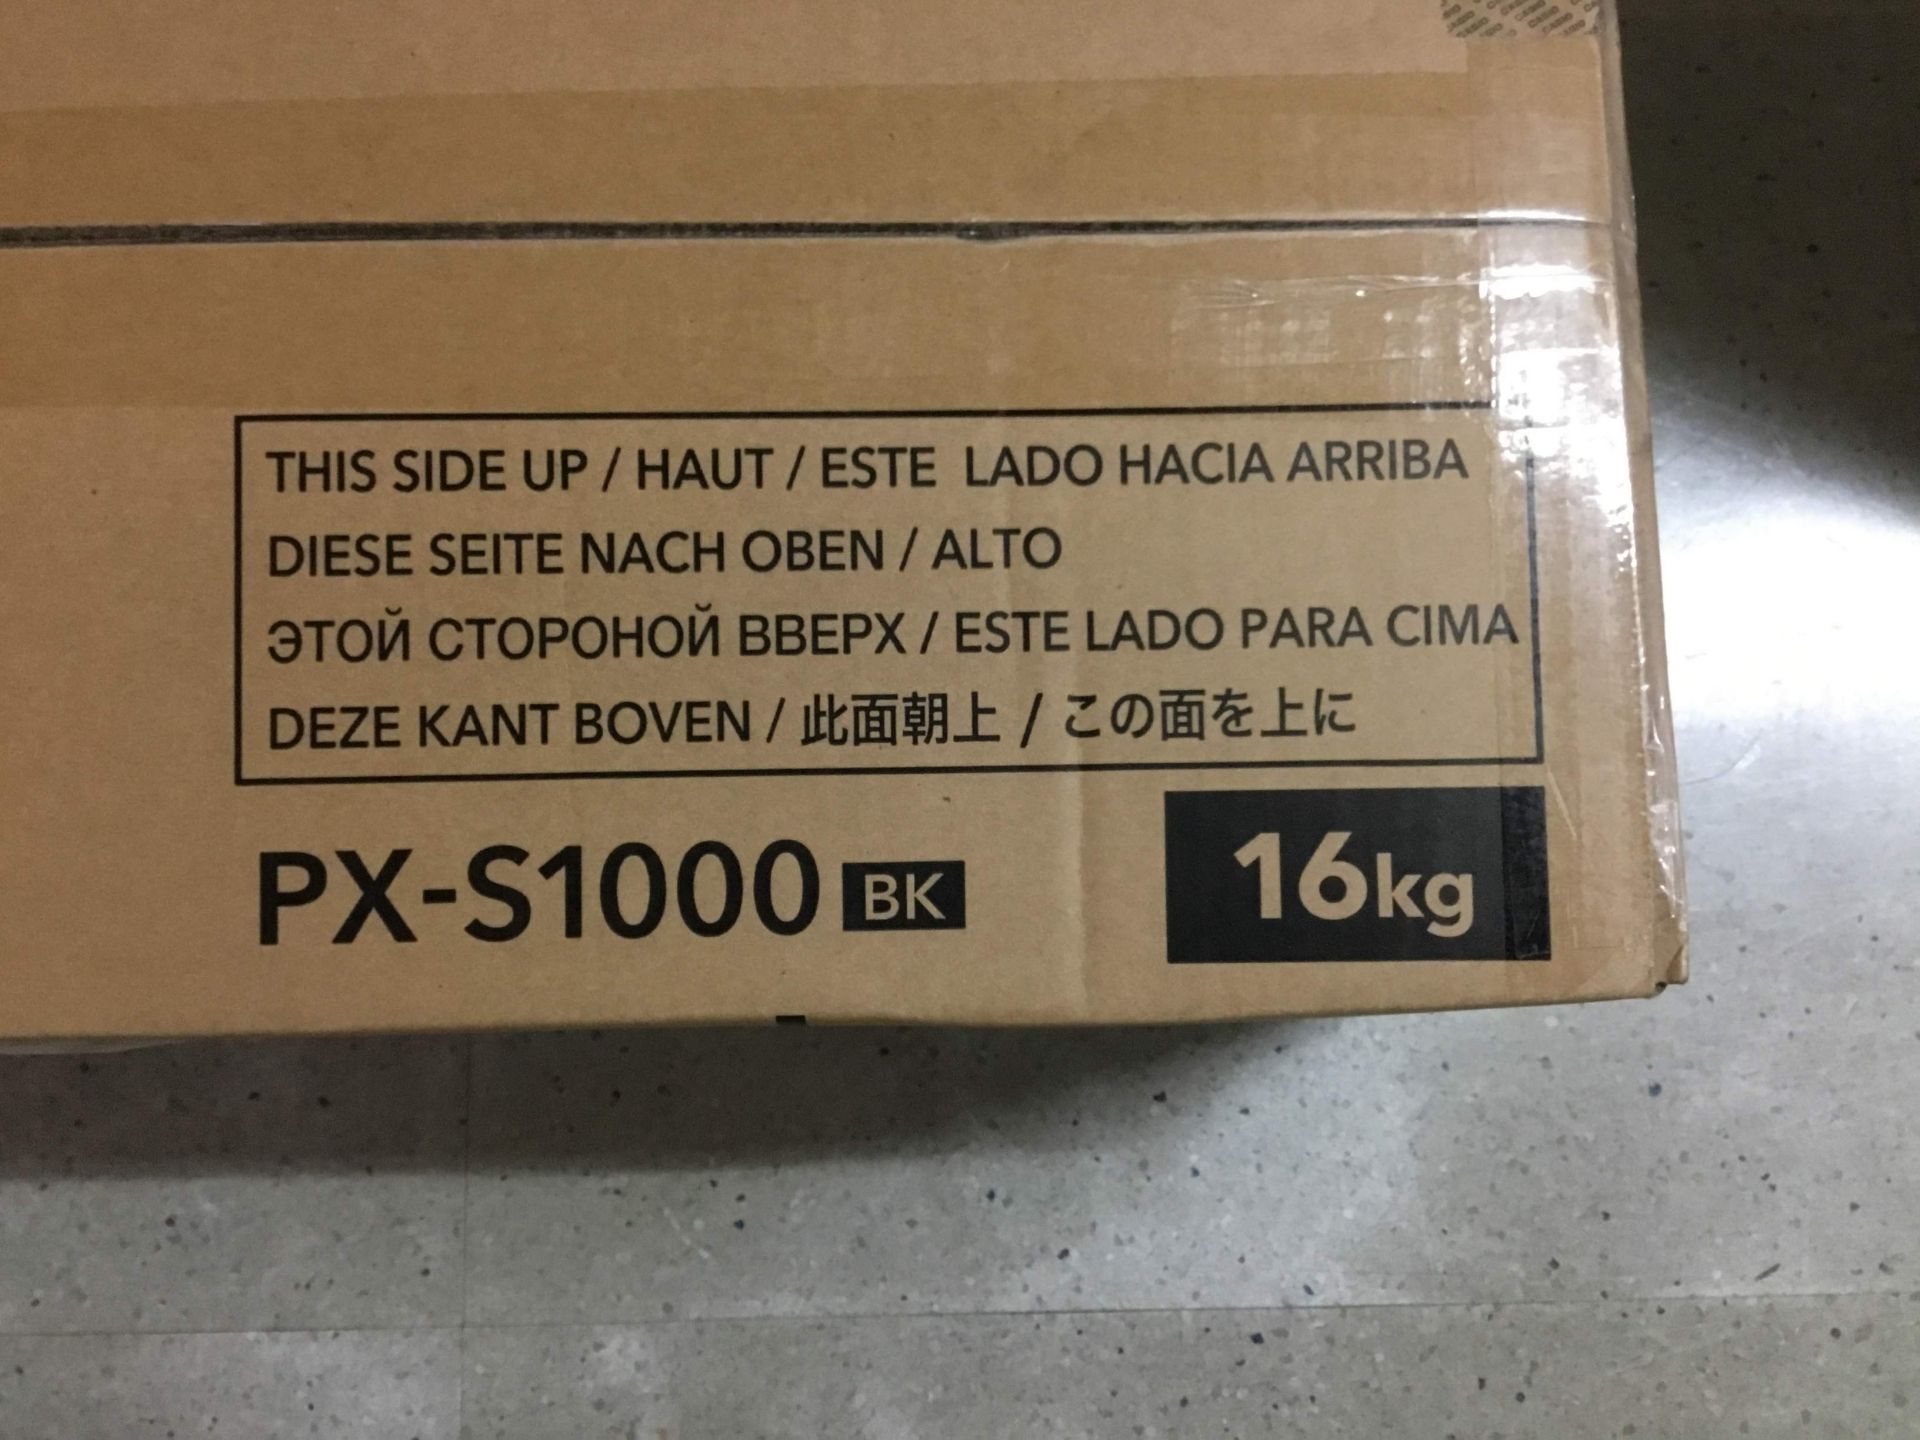 THIS SIDE UP / HAUT / ESTE LADO HACIA ARRIBA
DIESE SEITE NACH OBEN / ALTO
ЭТОЙ СТОРОНОЙ ВВЕРХ / ESTE LADO PARA CIMA
DEZE KANT BOVEN / 此面朝上 / この面を上に
PX-S1000 BK 16kg